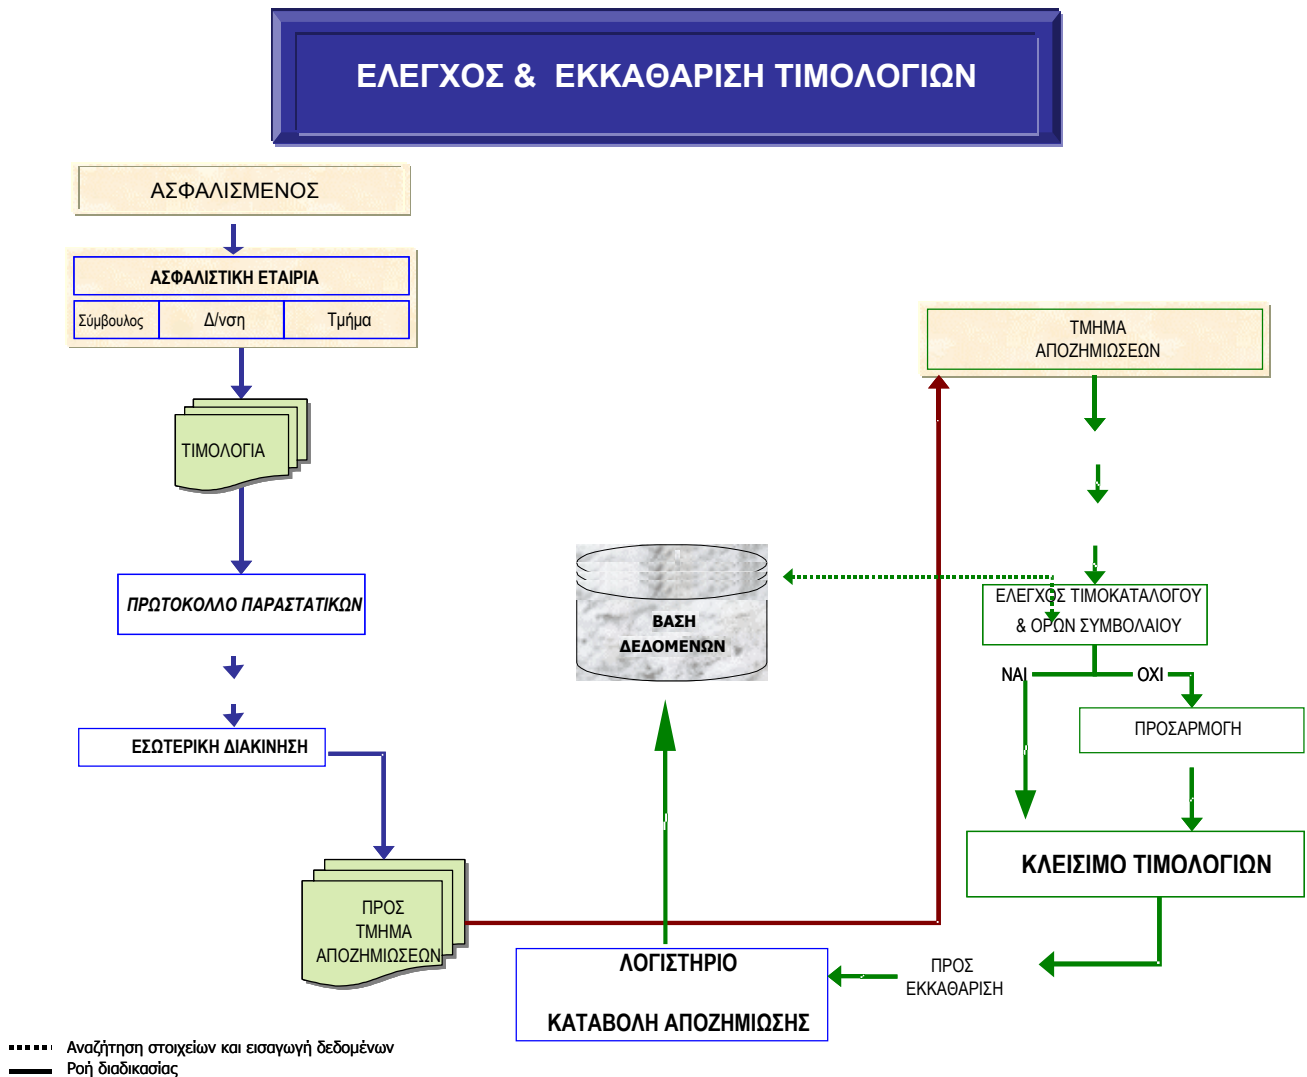 ΕΛΕΓΧΟΣ & ΕΚΚΑΘΑΡΙΣΗ ΤΙΜΟΛΟΓΙΩΝ
ΑΣΦΑΛΙΣΜΕΝΟΣ
ΑΣΦΑΛΙΣΤΙΚΗ ΕΤΑΙΡΙΑ
Σύμβουλος
Δ/νση
Τμήμα
ΤΙΜΟΛΟΓΙΑ
ΠΡΩΤΟΚΟΛΛΟ ΠΑΡΑΣΤΑΤΙΚΩΝ
ΕΣΩΤΕΡΙΚΗ ΔΙΑΚΙΝΗΣΗ
ΠΡΟΣ
ΤΜΗΜΑ
ΑΠΟΖΗΜΙΩΣΕΩΝ
ΤΜΗΜΑ
ΑΠΟΖΗΜΙΩΣΕΩΝ
ΕΛΕΓΧΟΣ ΤΙΜΟΚΑΤΑΛΟΓΟΥ
& ΟΡΩΝ ΣΥΜΒΟΛΑΙΟΥ
ΝΑΙ
ΟΧΙ
ΠΡΟΣΑΡΜΟΓΗ
ΚΛΕΙΣΙΜΟ ΤΙΜΟΛΟΓΙΩΝ
ΠΡΟΣ
ΕΚΚΑΘΑΡΙΣΗ
ΛΟΓΙΣΤΗΡΙΟ
ΚΑΤΑΒΟΛΗ ΑΠΟΖΗΜΙΩΣΗΣ
ΒΑΣΗ
ΔΕΔΟΜΕΝΩΝ
Αναζήτηση στοιχείων και εισαγωγή δεδομένων
Ροή διαδικασίας